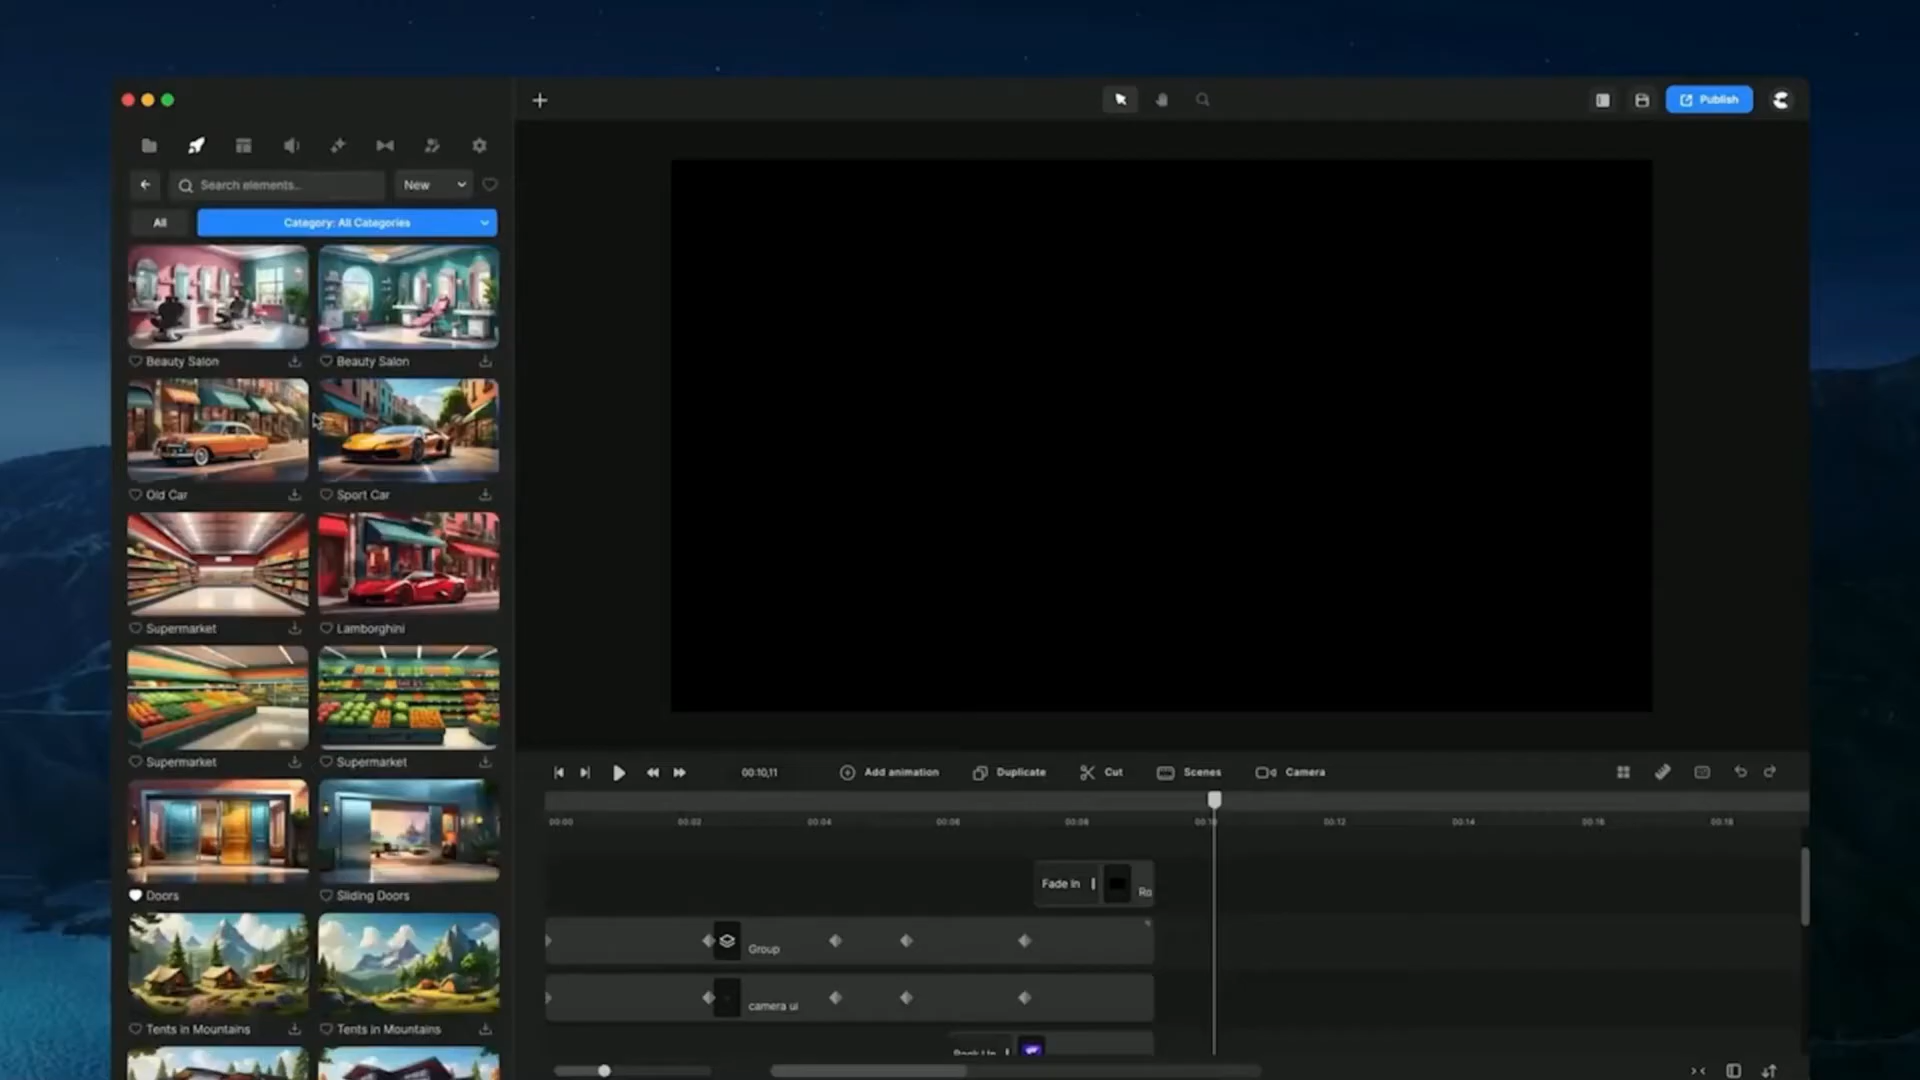 Publish
Search elements...
New
All
Category: All Categories
Beauty Salon
Beauty Salon
Old Car
Sport Car
Supermarket
Lamborghini
Supermarket
Supermarket
Doors
Sliding Doors
Tents in Mountains
Tents in Mountains
00:10,11
Add animation
Duplicate
Cut
Scenes
Camera
00:00
00:02
00:04
00:06
00:08
00:10
00:12
00:14
00:16
00:18
Fade In
Ro
Group
camera ui